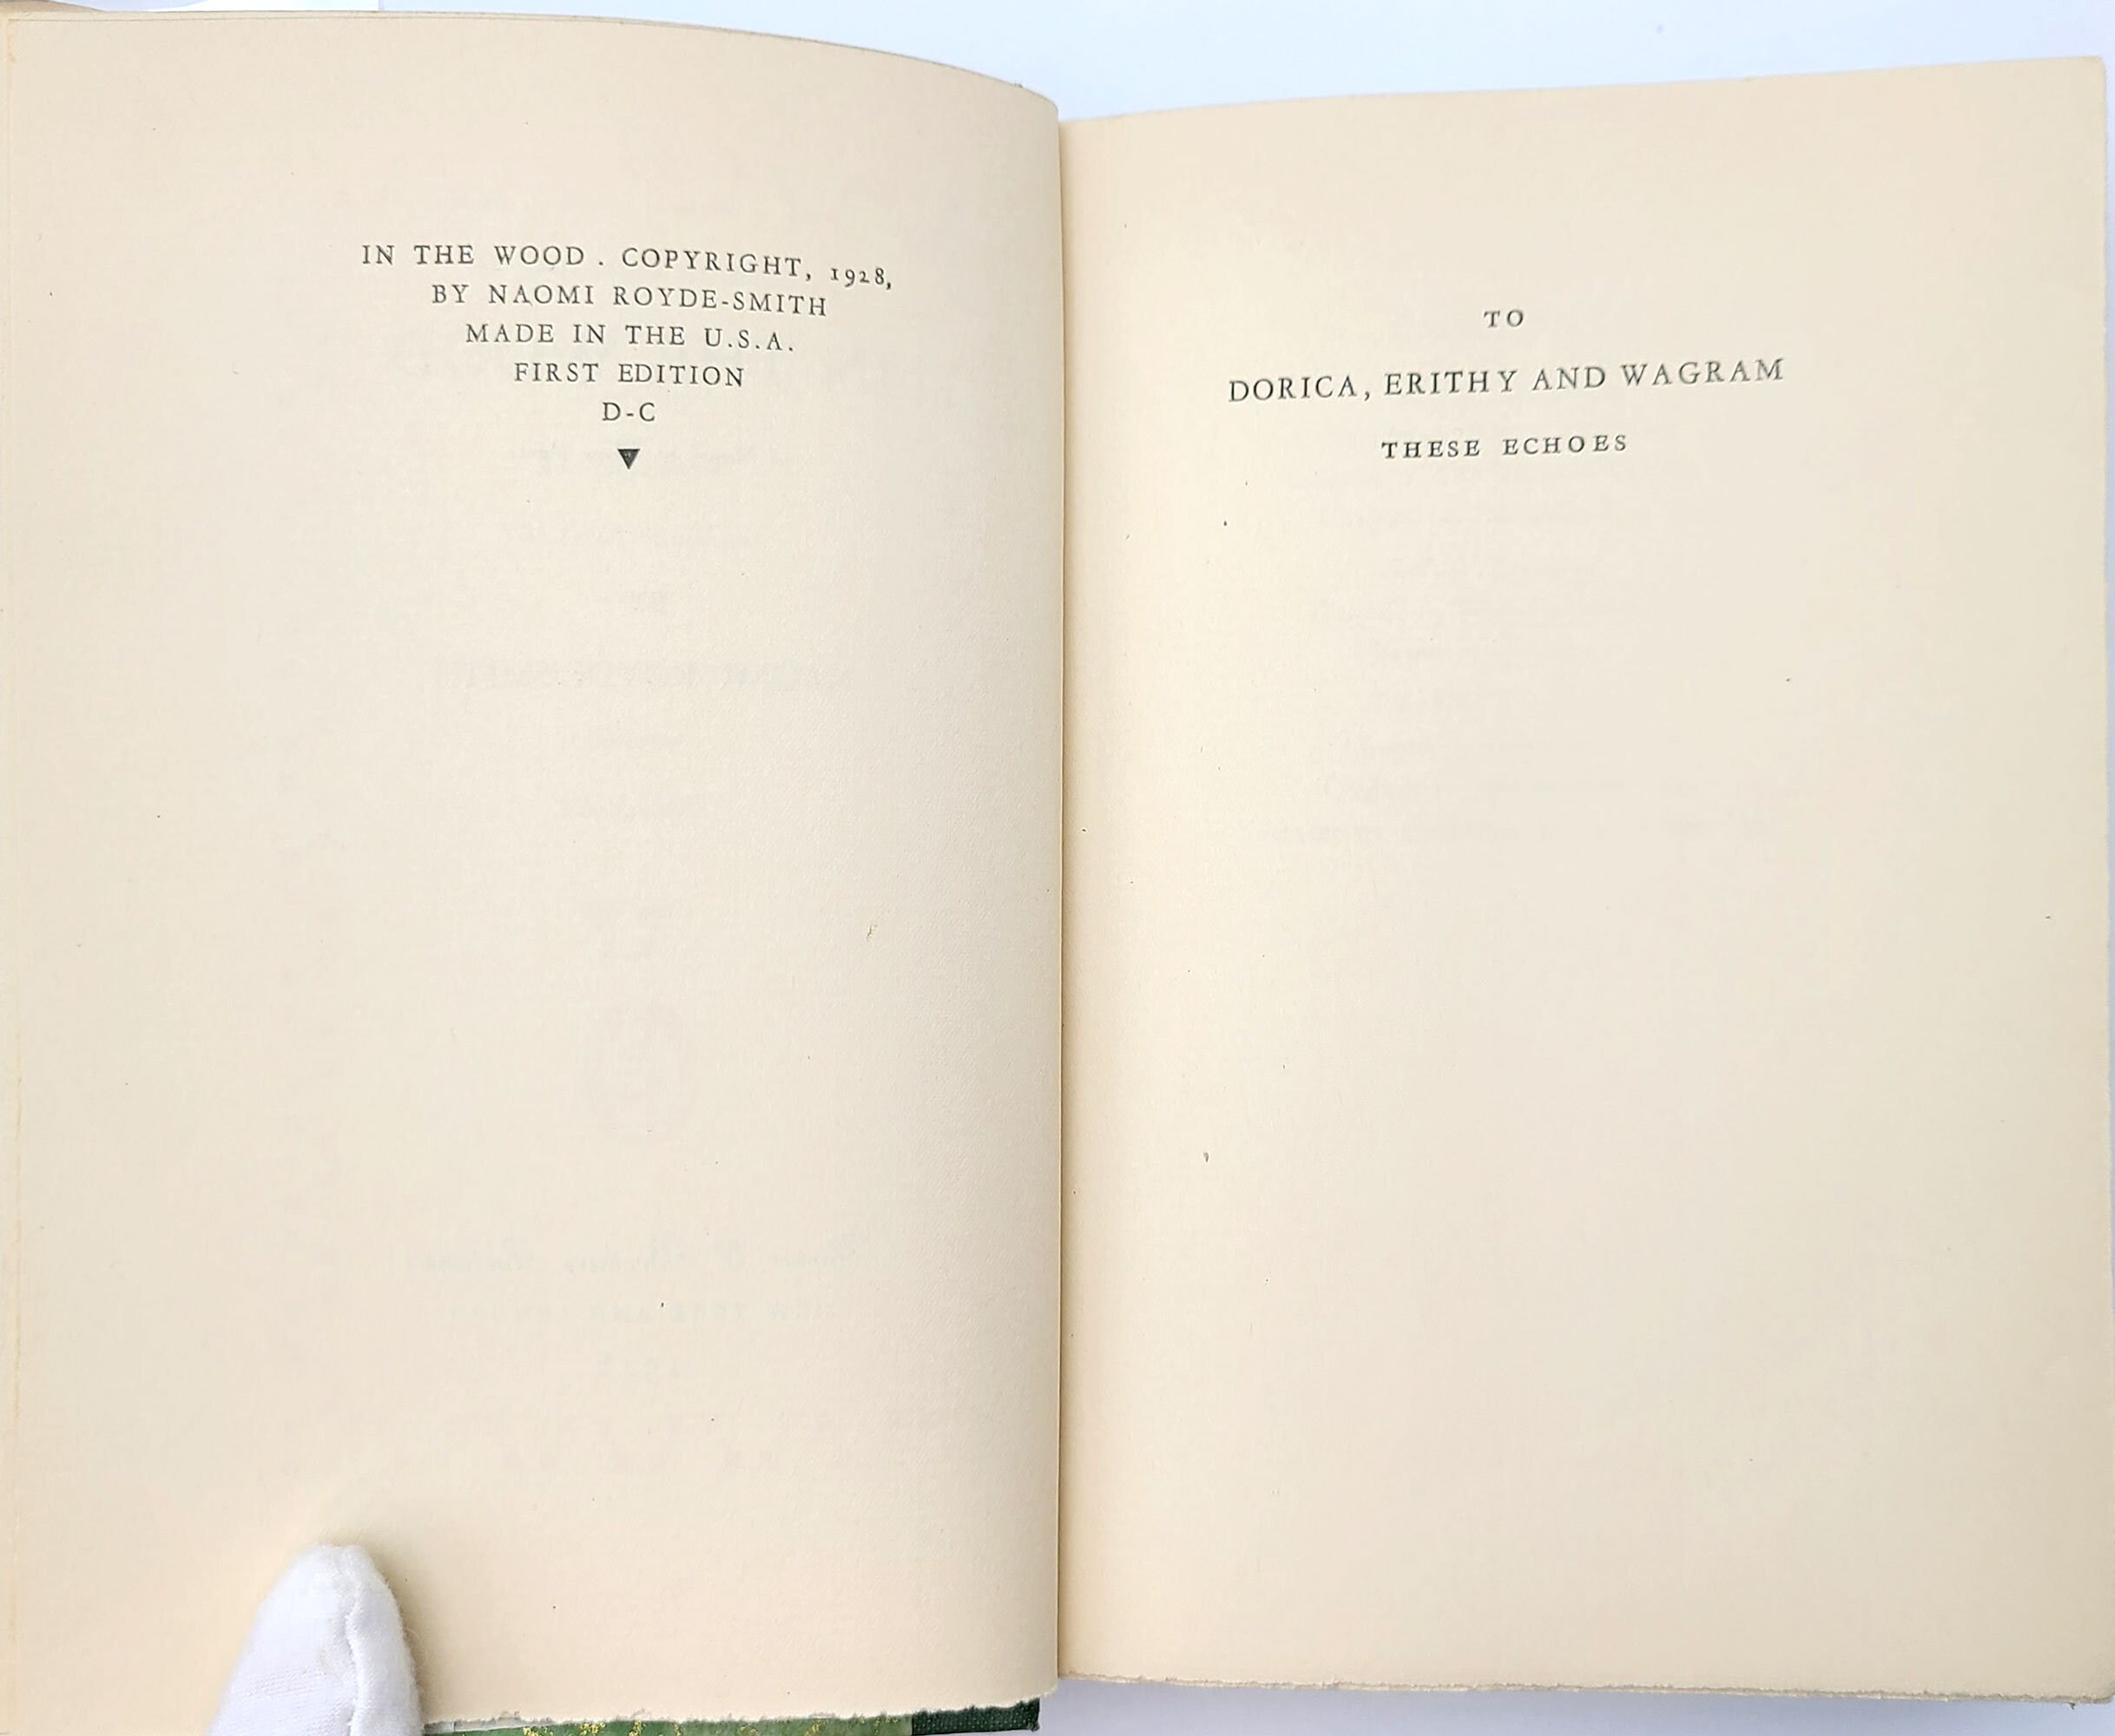 IN THE WOOD . COPYRIGHT, 1928,
BY NAOMI ROYDE-SMITH
MADE IN THE U.S.A.
FIRST EDITION
D-C
TO
DORICA, ERITHY AND WAGRAM
THESE ECHOES